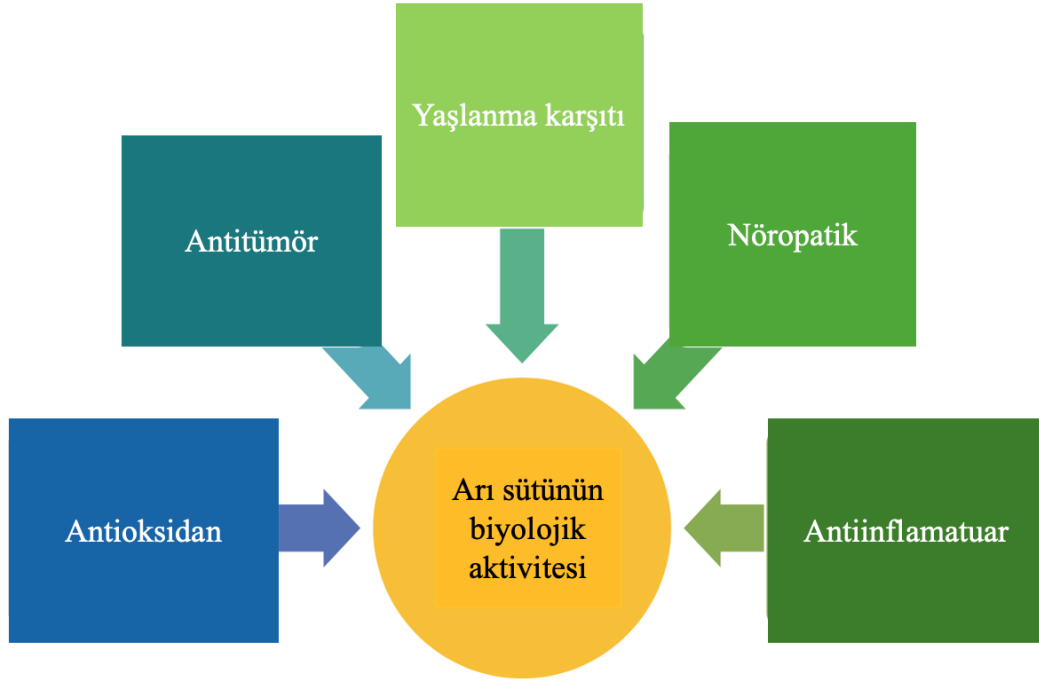 Yaşlanma karşıtı
Antitümör
Nöropatik
Antioksidan
Arı sütünün
biyolojik
aktivitesi
Antiinflamatuar